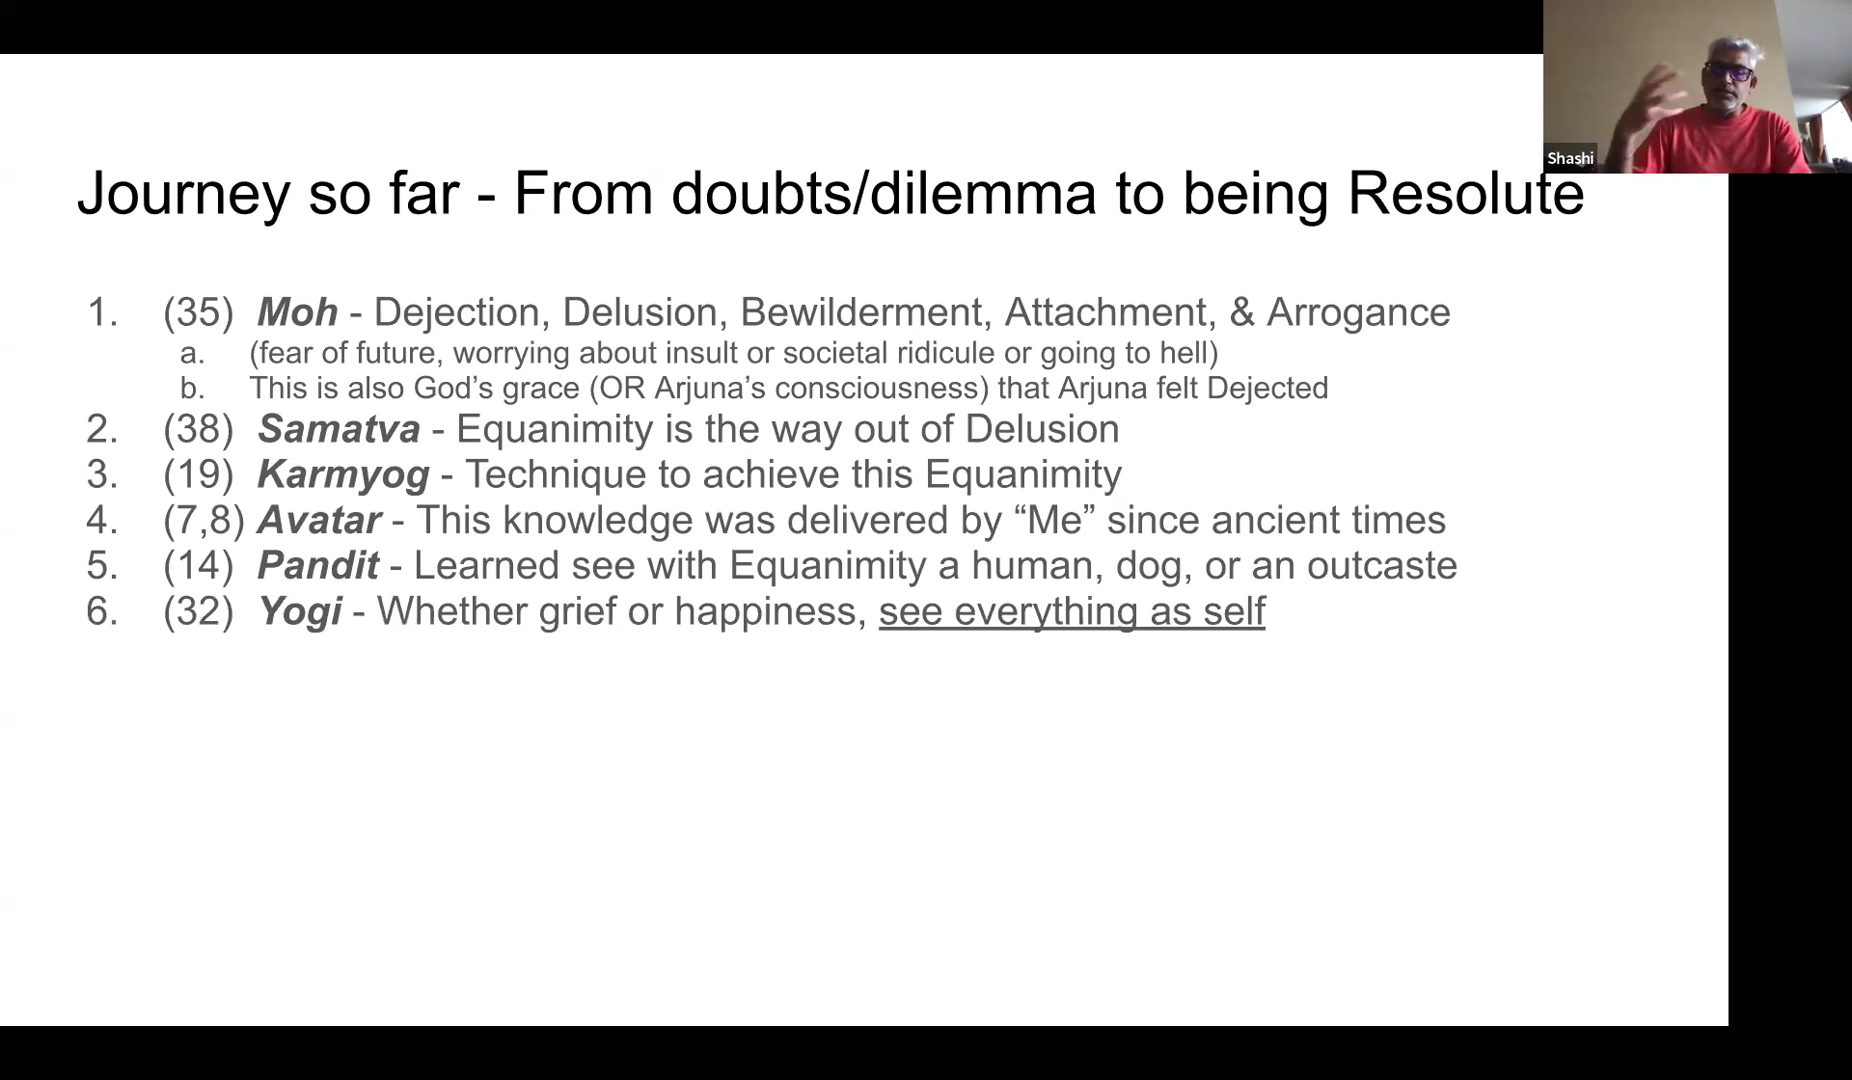 Shashi
Journey so far - From doubts/dilemma to being Resolute
1. (35) Moh - Dejection, Delusion, Bewilderment, Attachment, & Arrogance
a. (fear of future, worrying about insult or societal ridicule or going to hell)
b. This is also God’s grace (OR Arjuna’s consciousness) that Arjuna felt Dejected
2. (38) Samatva - Equanimity is the way out of Delusion
3. (19) Karmyog - Technique to achieve this Equanimity
4. (7,8) Avatar - This knowledge was delivered by “Me” since ancient times
5. (14) Pandit - Learned see with Equanimity a human, dog, or an outcaste
6. (32) Yogi - Whether grief or happiness, see everything as self